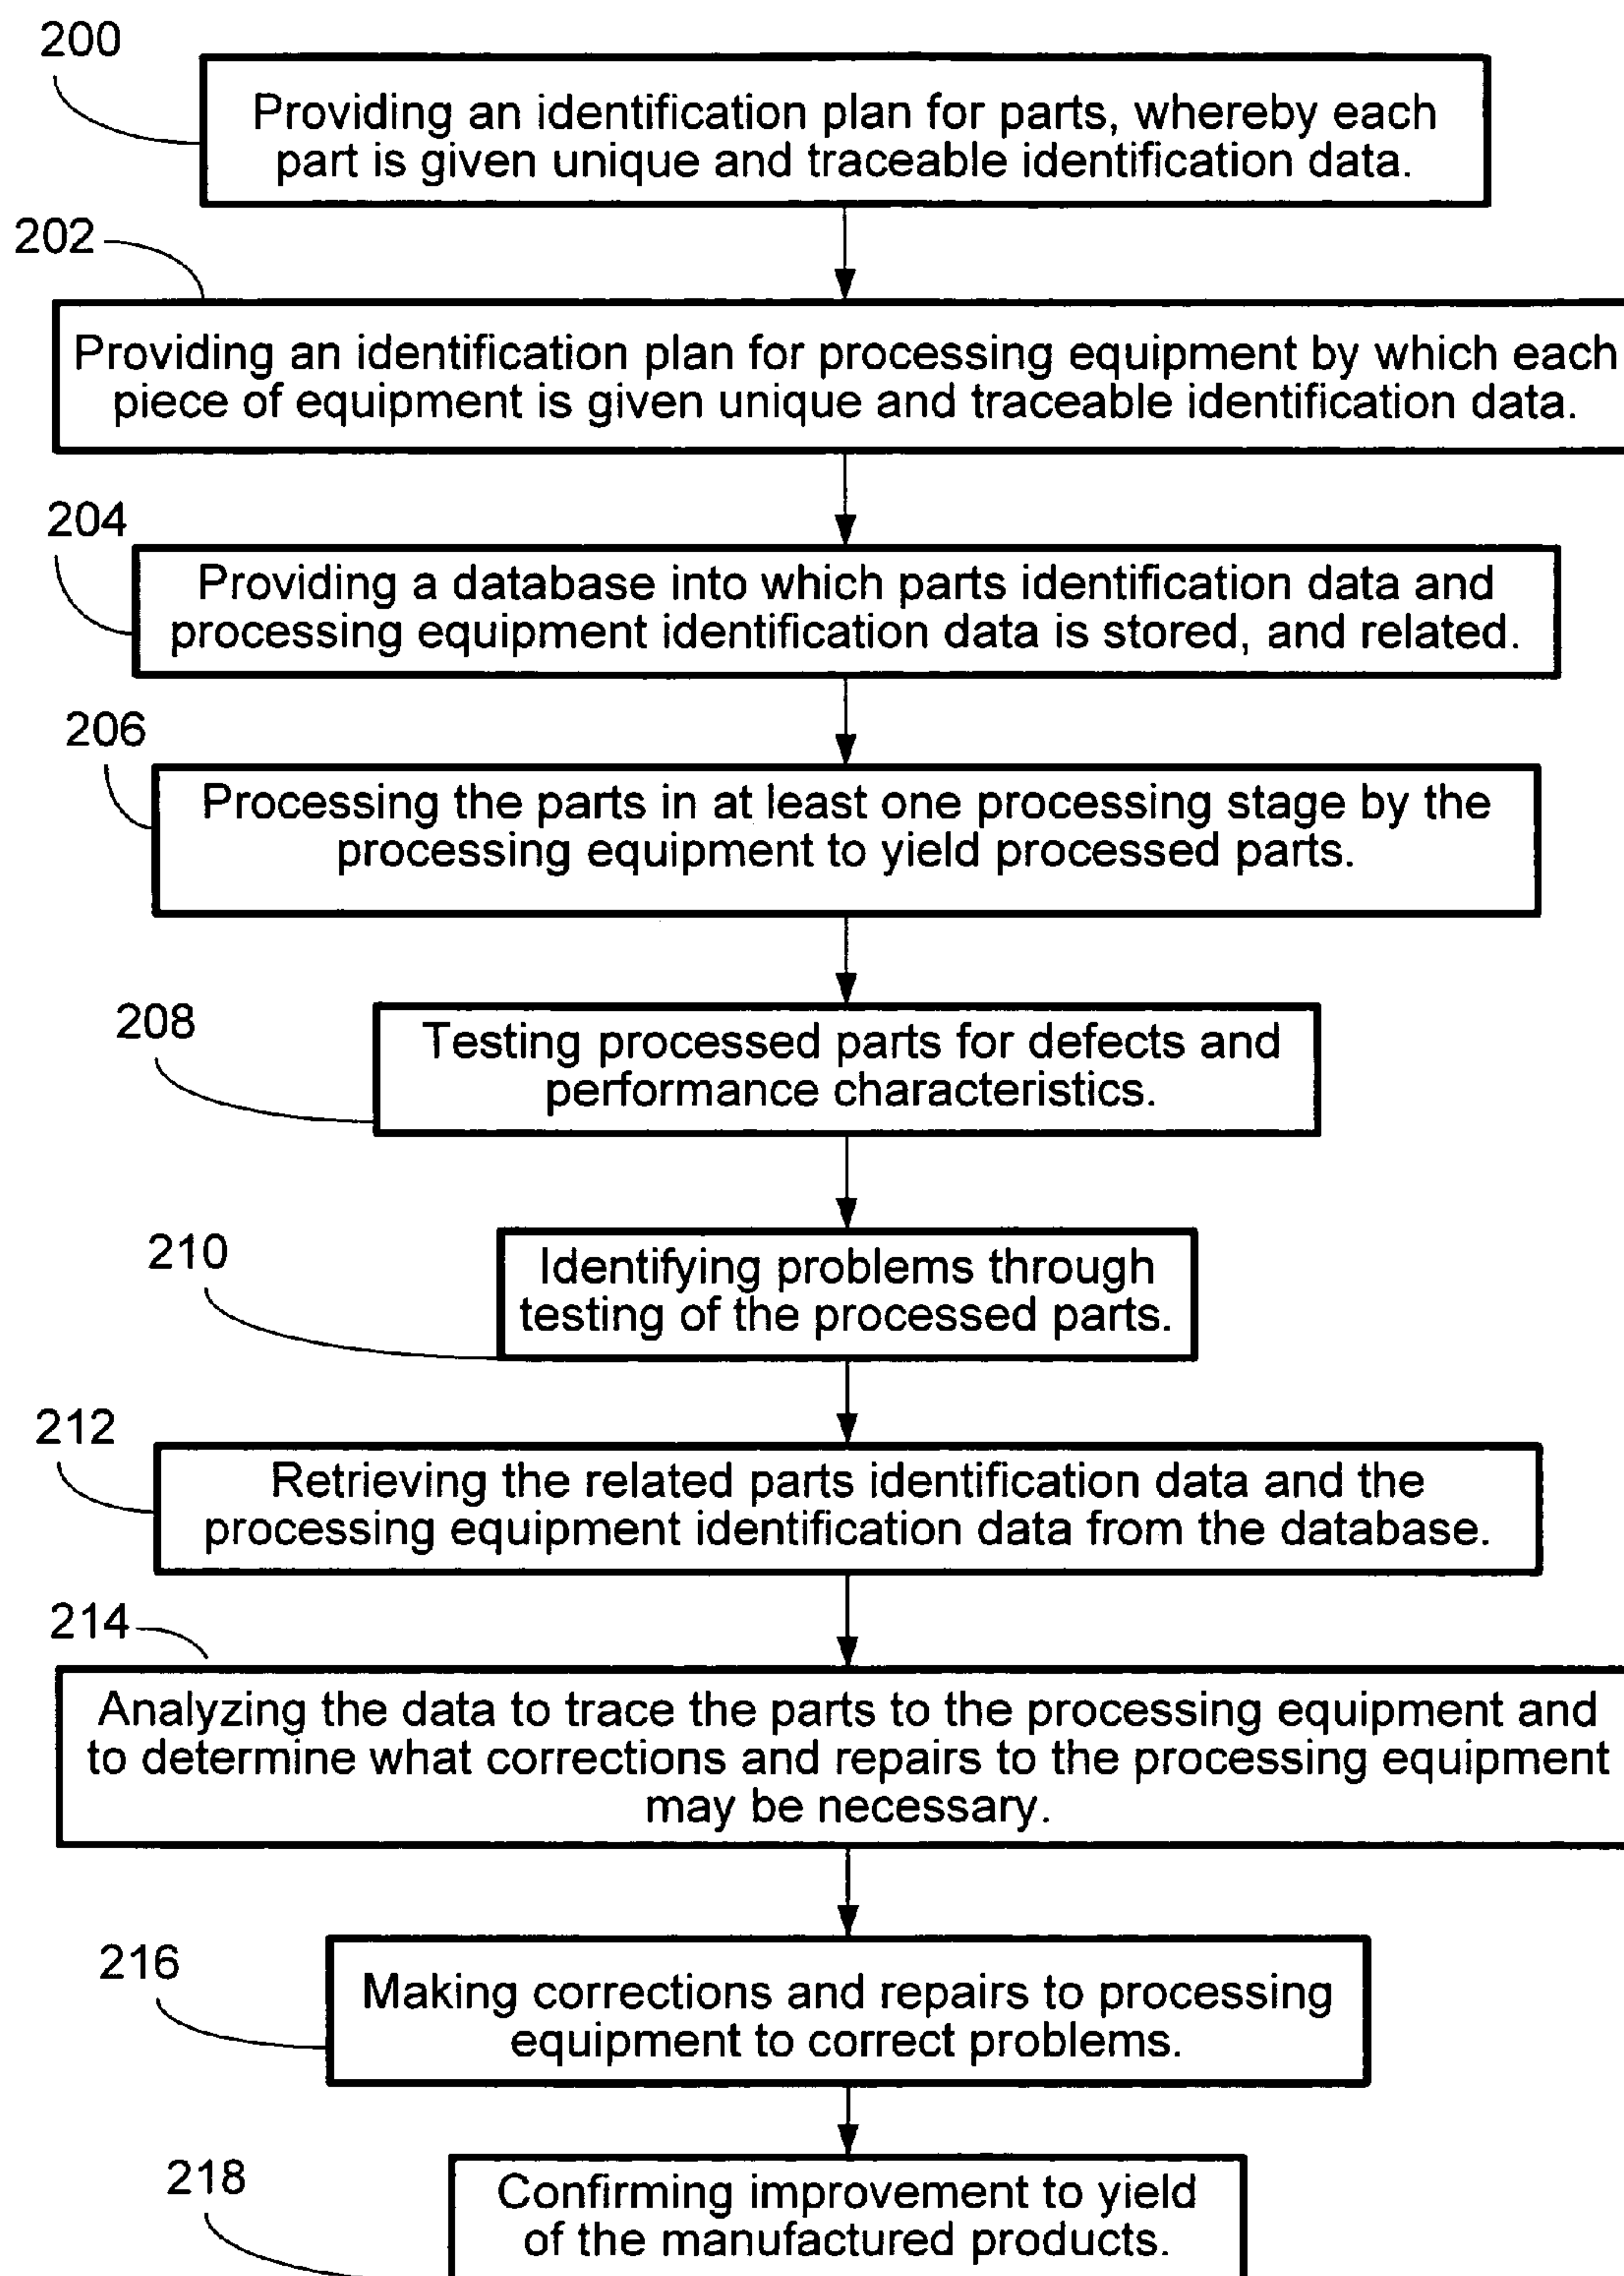 200
Providing an identification plan for parts, whereby each
part is given unique and traceable identification data.
202
Providing an identification plan for processing equipment by which each
piece of equipment is given unique and traceable identification data.
204
Providing a database into which parts identification data and
processing equipment identification data is stored, and related.
206
Processing the parts in at least one processing stage by the
processing equipment to yield processed parts.
208
Testing processed parts for defects and
performance characteristics.
210
Identifying problems through
testing of the processed parts.
212
Retrieving the related parts identification data and the
processing equipment identification data from the database.
214
Analyzing the data to trace the parts to the processing equipment and
to determine what corrections and repairs to the processing equipment
may be necessary.
216
Making corrections and repairs to processing
equipment to correct problems.
218
Confirming improvement to yield
of the manufactured products.